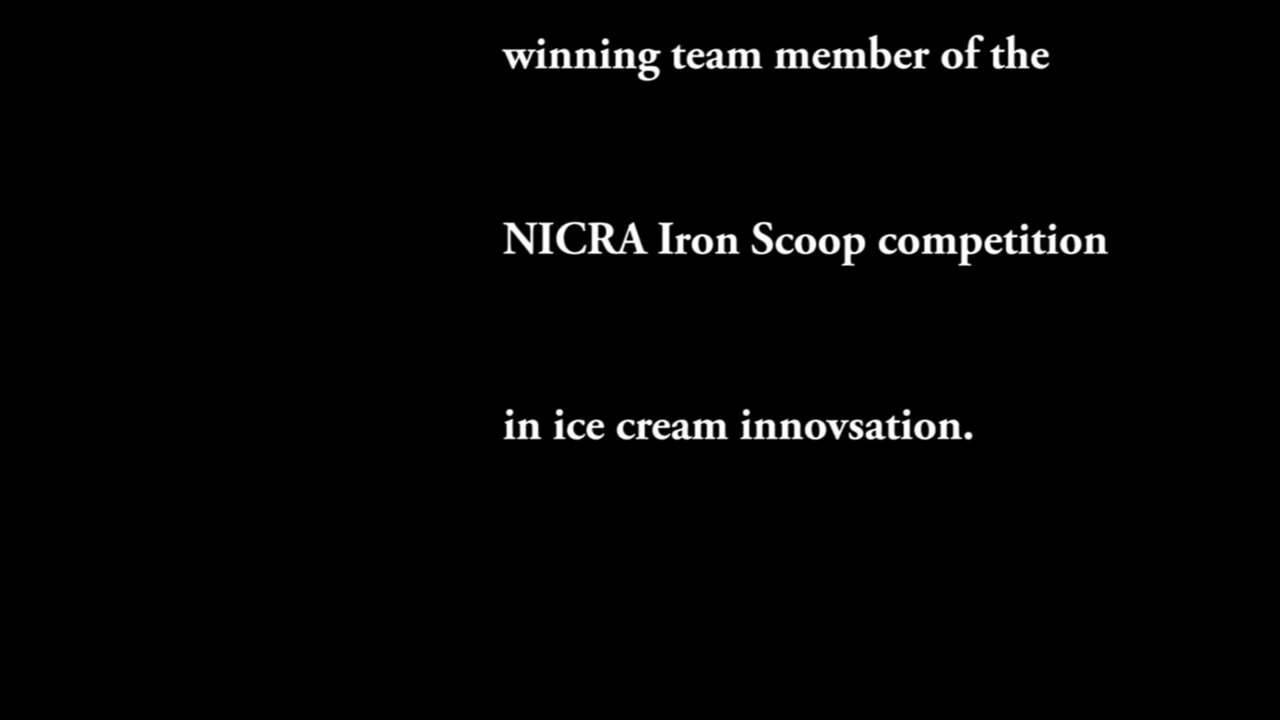 winning team member of the
NICRA Iron Scoop competition
in ice cream innovsation.